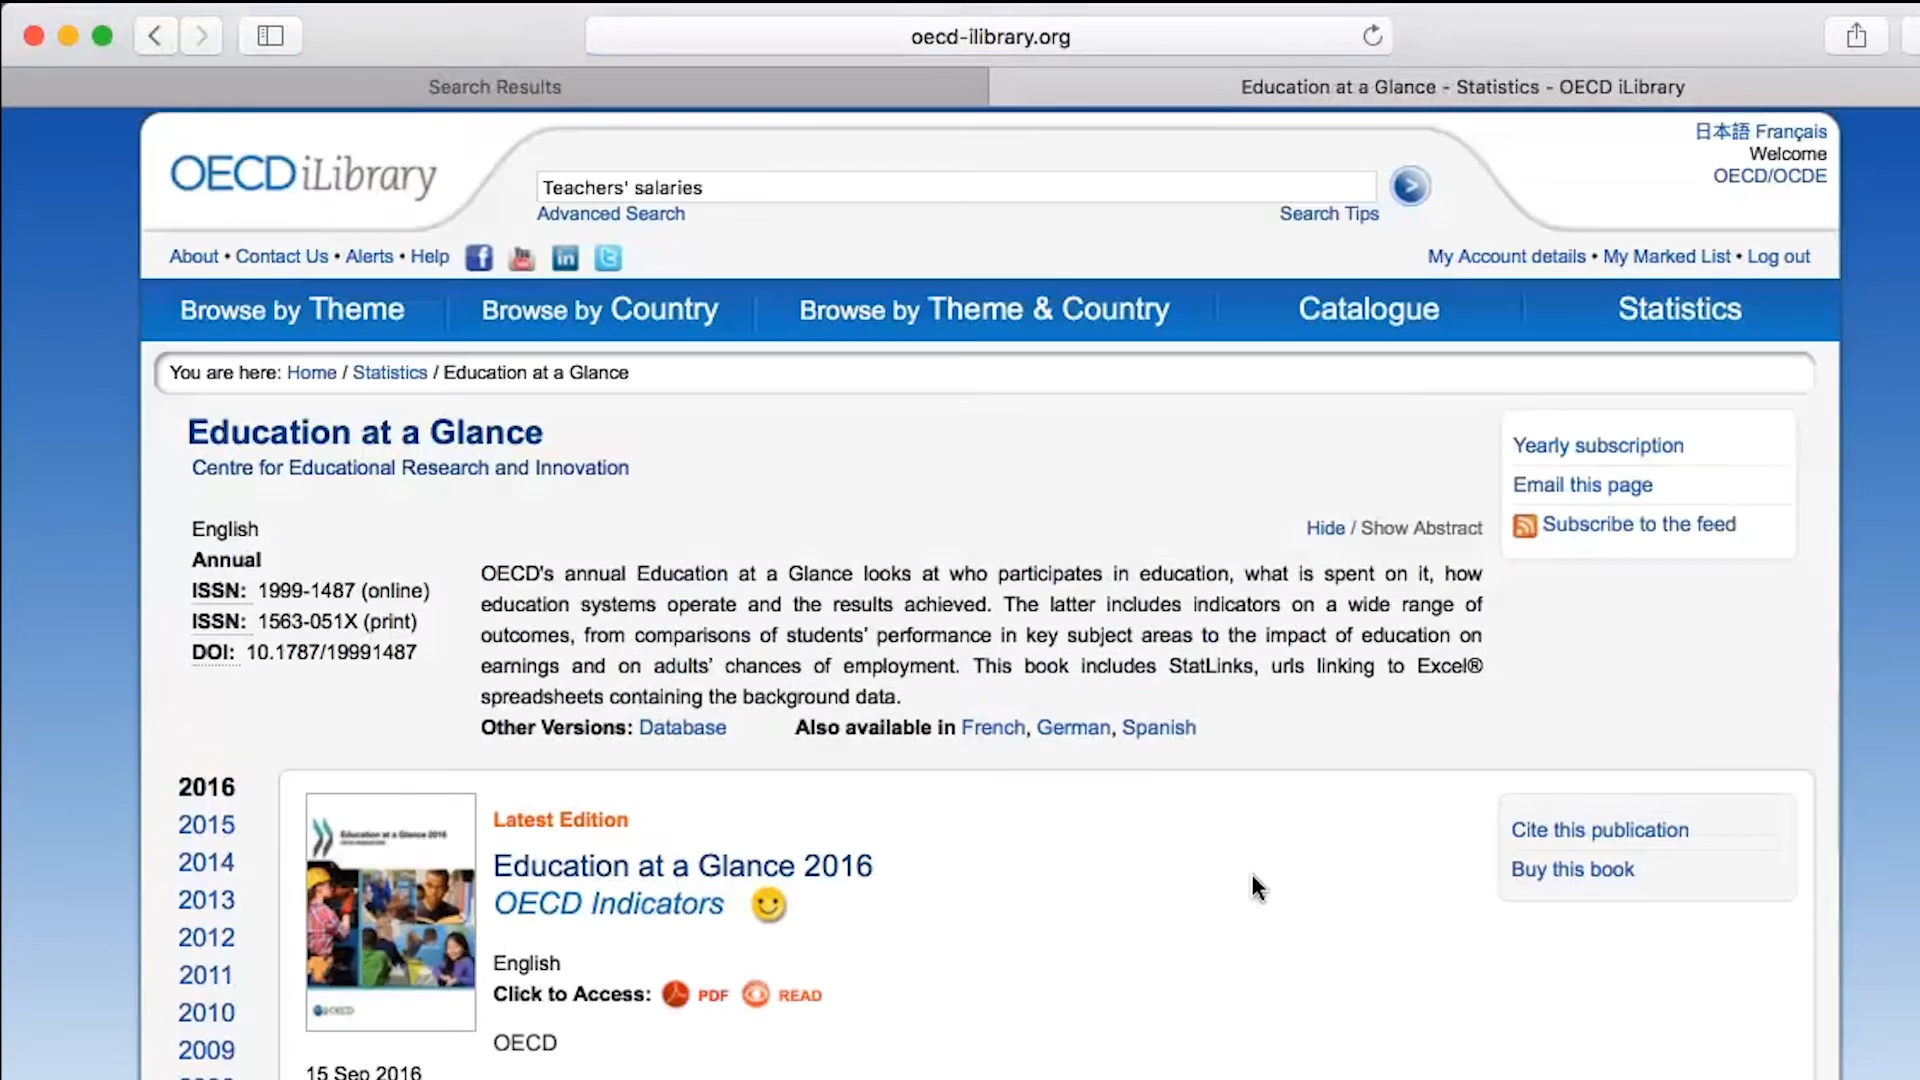 oecd-ilibrary.org
Search Results
Education at a Glance - Statistics - OECD iLibrary
OECD iLibrary
Teachers' salaries
Advanced Search
Search Tips
日本語 Français
Welcome
OECD/OCDE
About • Contact Us • Alerts • Help
My Account details • My Marked List • Log out
Browse by Theme
Browse by Country
Browse by Theme & Country
Catalogue
Statistics
You are here: Home / Statistics / Education at a Glance
Education at a Glance
Centre for Educational Research and Innovation
Yearly subscription
Email this page
Subscribe to the feed
English
Annual
ISSN: 1999-1487 (online)
ISSN: 1563-051X (print)
DOI: 10.1787/19991487
Hide / Show Abstract
OECD's annual Education at a Glance looks at who participates in education, what is spent on it, how
education systems operate and the results achieved. The latter includes indicators on a wide range of
outcomes, from comparisons of students' performance in key subject areas to the impact of education on
earnings and on adults' chances of employment. This book includes StatLinks, urls linking to Excel®
spreadsheets containing the background data.
Other Versions: Database
Also available in French, German, Spanish
2016
2015
2014
2013
2012
2011
2010
2009
Education at a Glance 2016
OECD
15 Sep 2016
Latest Edition
Education at a Glance 2016
OECD Indicators
English
Click to Access: PDF READ
OECD
Cite this publication
Buy this book